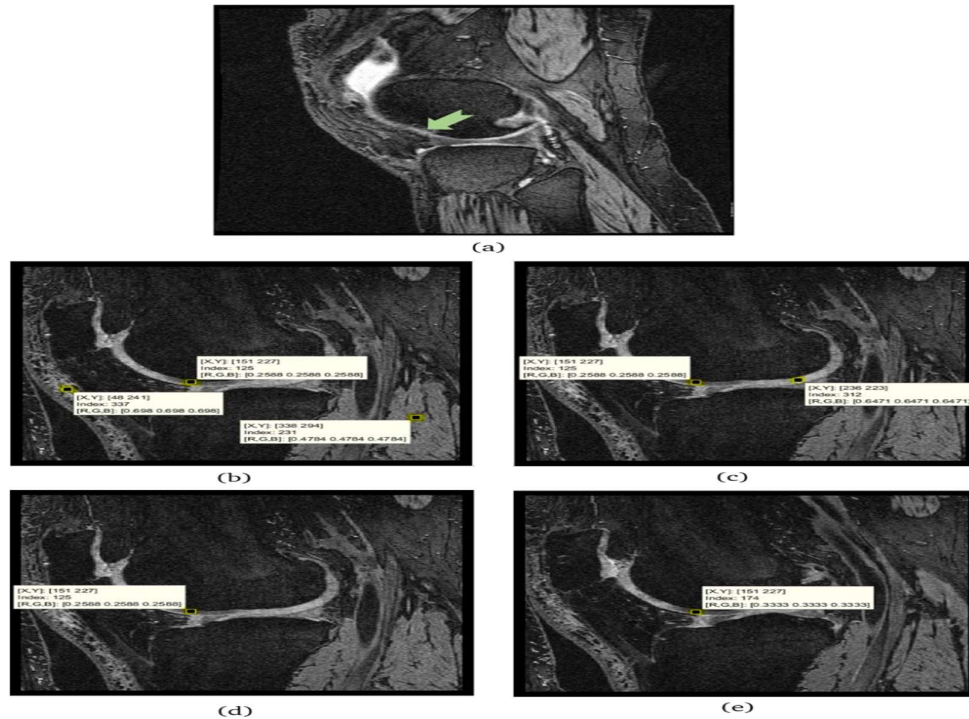 (a)
[X,Y]: [151 227]
Index: 125
[R,G,B]: [0.2588 0.2588 0.2588]
[X,Y]: [48 241]
Index: 337
[R,G,B]: [0.698 0.698 0.698]
[X,Y]: [338 294]
Index: 231
[R,G,B]: [0.4784 0.4784 0.4784]
(b)
[X,Y]: [151 227]
Index: 125
[R,G,B]: [0.2588 0.2588 0.2588]
[X,Y]: [236 223]
Index: 312
[R,G,B]: [0.6471 0.6471 0.6471]
(c)
[X,Y]: [151 227]
Index: 125
[R,G,B]: [0.2588 0.2588 0.2588]
(d)
[X,Y]: [151 227]
Index: 174
[R,G,B]: [0.3333 0.3333 0.3333]
(e)